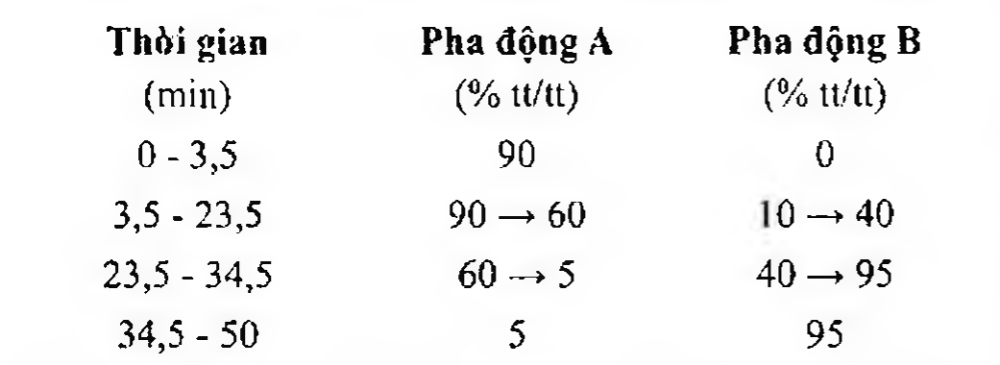 Thời gian Pha động A Pha động B
(min) (% tt/tt) (% tt/tt)
0 - 3,5 90 0
3,5 - 23,5 90 → 60 10 → 40
23,5 - 34,5 60 → 5 40 → 95
34,5 - 50 5 95